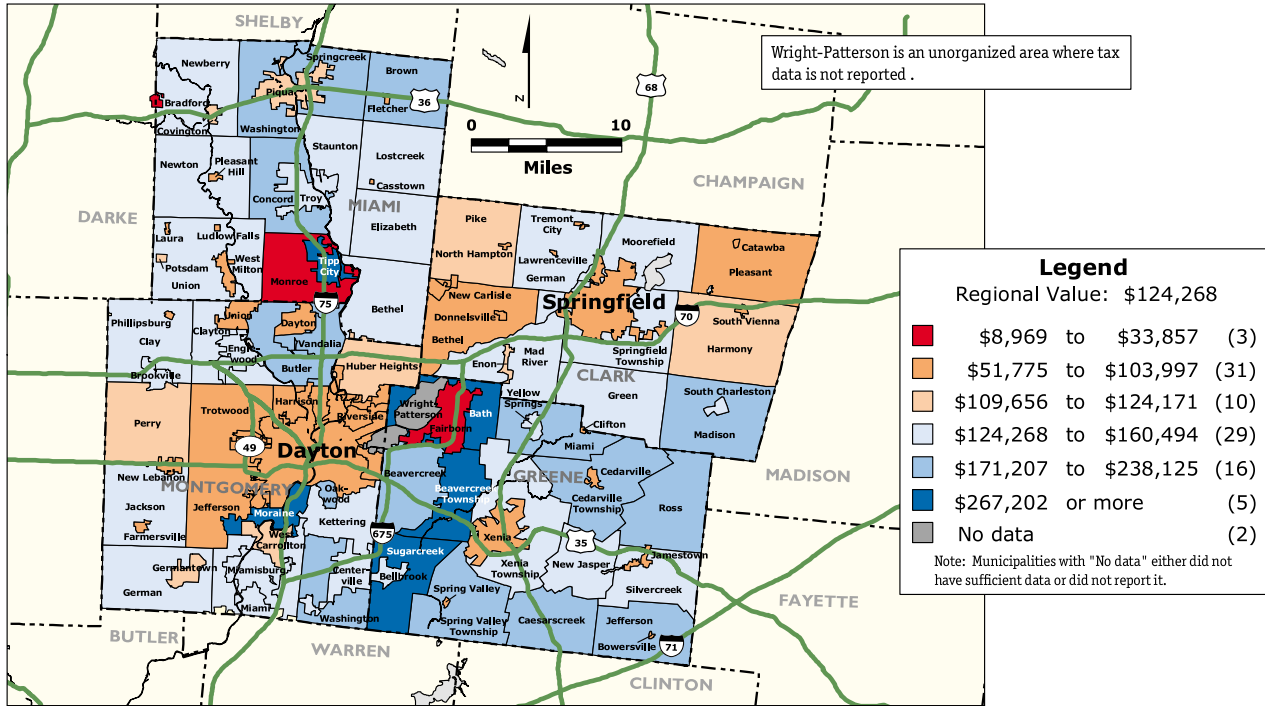 SHELBY
Wright-Patterson is an unorganized area where tax
data is not reported .
Newberry
Springcreek
Brown
Piqua
Bradford
Fletcher
36
68
N
Covington
Washington
0 10
Miles
Staunton
Newton
Pleasant
Hill
Lostcreek
Casstown
CHAMPAIGN
Concord
Troy
MIAMI
DARKE
Elizabeth
Pike
Tremont
City
Laura
Ludlow Falls
Moorefield
Catawba
North Hampton
Lawrenceville
German
Pleasant
West
Milton
Tipp
City
Potsdam
Union
Monroe
75
Bethel
New Carlisle
Springfield
Donnelsville
70
South Vienna
Phillipsburg
Union
Dayton
Clayton
Clay
Vandalia
Engle-
wood
Bethel
Mad
River
Springfield
Township
Harmony
Butler
Huber Heights
Enon
Brookville
CLARK
Green
South Charleston
Harrison
Trotwood
Wright
Patterson
Yellow
Springs
Riverside
Bath
Perry
Fairborn
Clifton
Madison
49
Dayton
Miami
Beavercreek
GREENE
Cedarville
MADISON
New Lebanon
MONTGOMERY
Oak-
wood
Beavercreek
Township
Cedarville
Township
Ross
Jackson
Jefferson
Moraine
Kettering
Farmersville
West
Carrollton
675
Xenia
35
Sugarcreek
Jamestown
Xenia
Township
New Jasper
Germantown
Miamisburg
Center-
ville
Bellbrook
German
Spring Valley
Silvercreek
Miami
Washington
Spring Valley
Township
Caesarscreek
Jefferson
Bowersville
71
FAYETTE
BUTLER
WARREN
CLINTON
Legend
Regional Value: $124,268
$8,969 to $33,857 (3)
$51,775 to $103,997 (31)
$109,656 to $124,171 (10)
$124,268 to $160,494 (29)
$171,207 to $238,125 (16)
$267,202 or more (5)
No data (2)
Note: Municipalities with "No data" either did not
have sufficient data or did not report it.